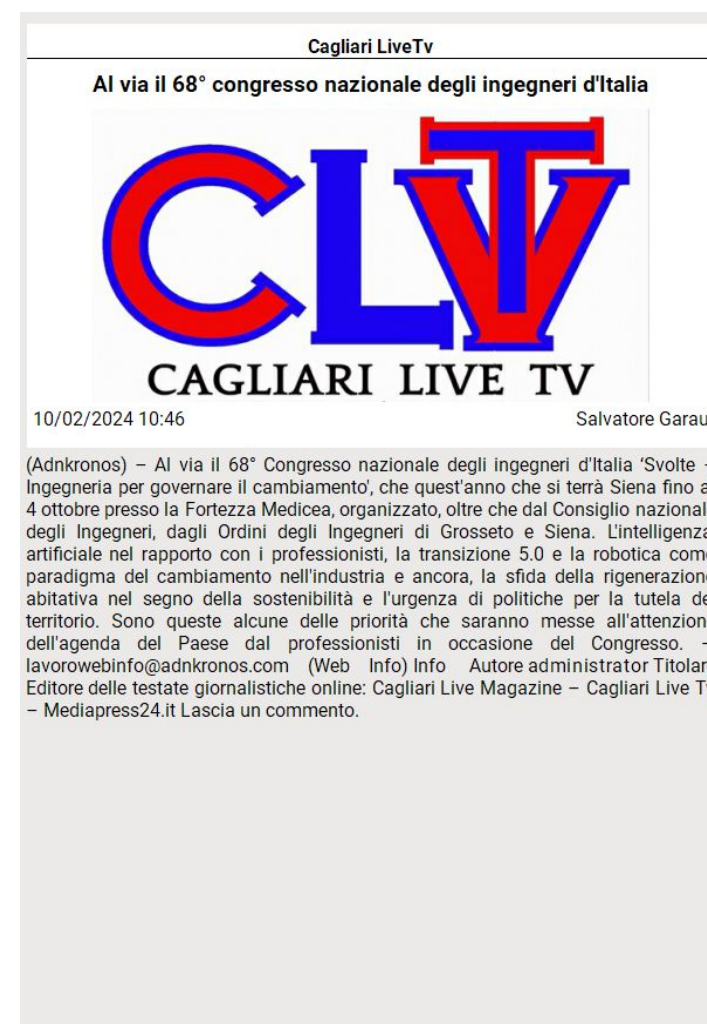 Cagliari LiveTv
Al via il 68° congresso nazionale degli ingegneri d'Italia
CLTV
CAGLIARI LIVE TV
10/02/2024 10:46 Salvatore Garau
(Adnkronos) – Al via il 68° Congresso nazionale degli ingegneri d'Italia ‘Svolte -
Ingegneria per governare il cambiamento', che quest'anno che si terrà Siena fino a
4 ottobre presso la Fortezza Medicea, organizzato, oltre che dal Consiglio nazional
degli Ingegneri, dagli Ordini degli Ingegneri di Grosseto e Siena. L'intelligenza
artificiale nel rapporto con i professionisti, la transizione 5.0 e la robotica come
paradigma del cambiamento nell'industria e ancora, la sfida della rigenerazion
abitativa nel segno della sostenibilità e l'urgenza di politiche per la tutela de
territorio. Sono queste alcune delle priorità che saranno messe all'attenzion
dell'agenda del Paese dal professionisti in occasione del Congresso. -
lavorowebinfo@adnkronos.com (Web Info) Info Autore administrator Titolar
Editore delle testate giornalistiche online: Cagliari Live Magazine – Cagliari Live T
– Mediapress24.it Lascia un commento.